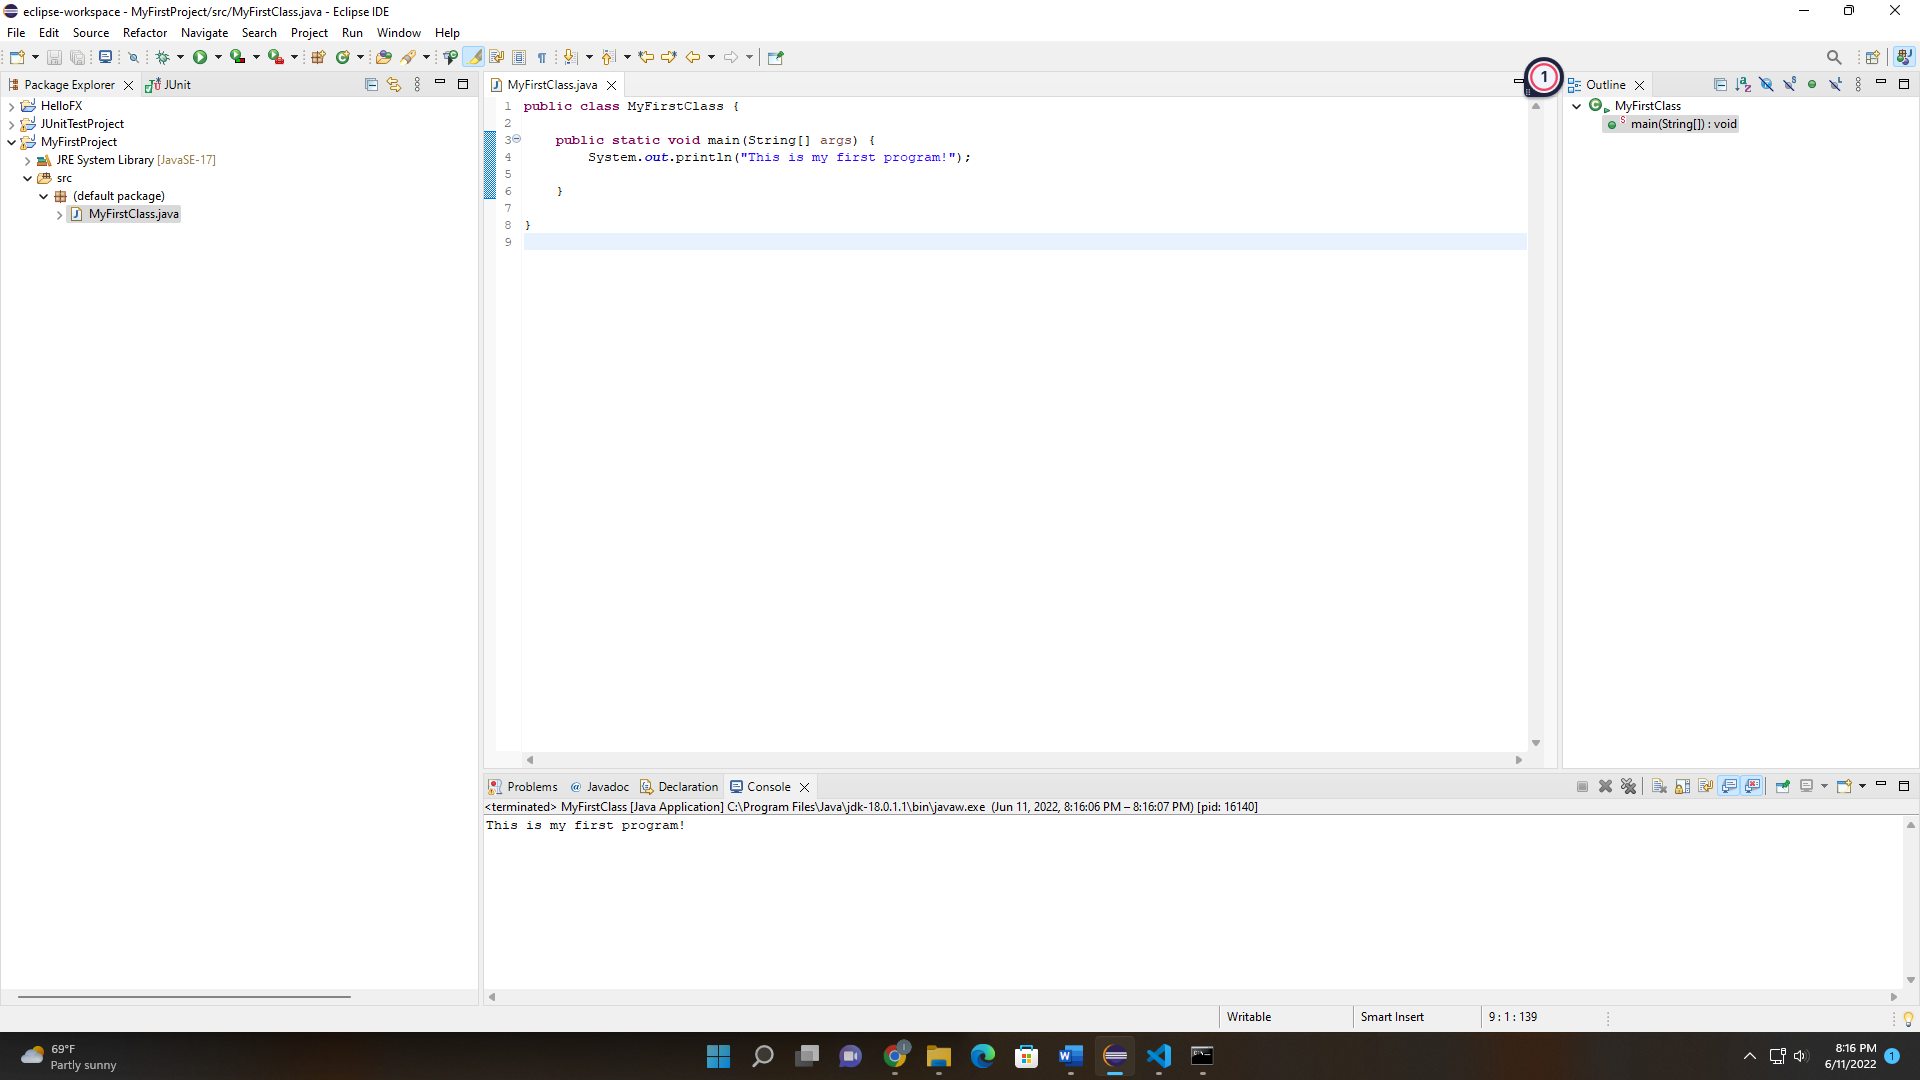 eclipse-workspace - MyFirstProject/src/MyFirstClass.java - Eclipse IDE
File Edit Source Refactor Navigate Search Project Run Window Help
Package Explorer JUnit
HelloFX
JUnitTestProject
MyFirstProject
JRE System Library [JavaSE-17]
src
(default package)
MyFirstClass.java
MyFirstClass.java
1 public class MyFirstClass {
2
3 public static void main(String[] args) {
4 System.out.println("This is my first program!");
5
6 }
7
8 }
9
1
Outline
MyFirstClass
main(String[]) : void
Problems @ Javadoc Declaration Console
<terminated> MyFirstClass [Java Application] C:\Program Files\Java\jdk-18.0.1.1\bin\javaw.exe (Jun 11, 2022, 8:16:06 PM – 8:16:07 PM) [pid: 16140]
This is my first program!
Writable Smart Insert 9 : 1 : 139
69°F
Partly sunny
8:16 PM
6/11/2022
1